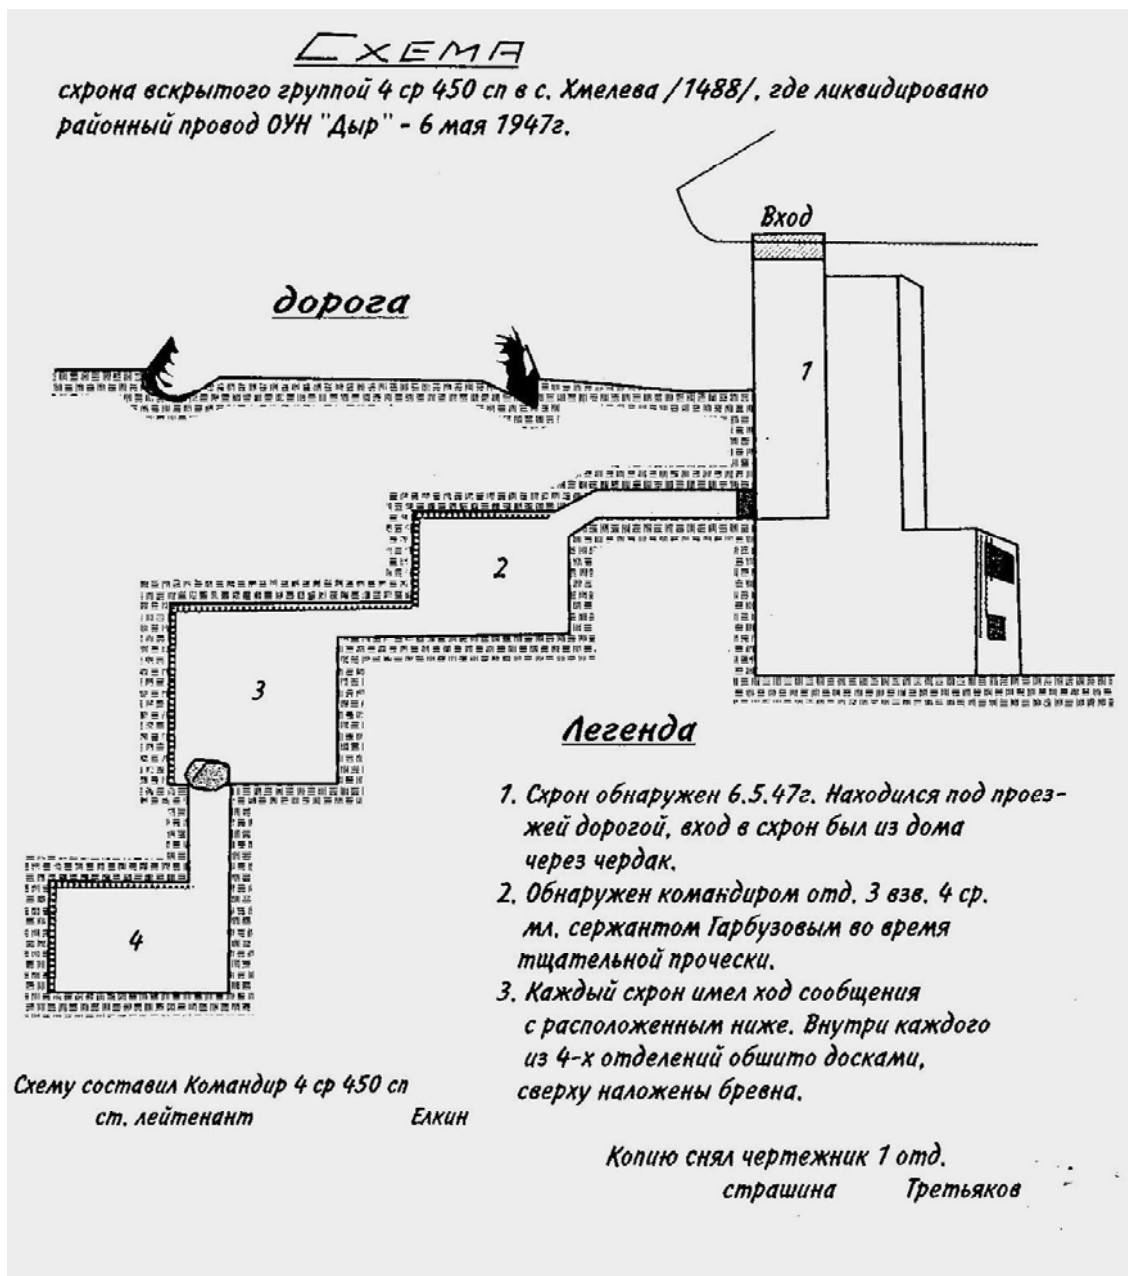 Схема
схрона вскрытого группой 4 ср 450 сп в с. Хмелева /1488/, где ликвидировано
районный провод ОУН "Дыр" - 6 мая 1947г.
Вход
дорога
1
2
3
4
Легенда
1. Схрон обнаружен 6.5.47г. Находился под проез-
жей дорогой, вход в схрон был из дома
через чердак.
2. Обнаружен командиром отд. 3 взв. 4 ср.
мл. сержантом Гарбузовым во время
тщательной прочески.
3. Каждый схрон имел ход сообщения
с расположенным ниже. Внутри каждого
из 4-х отделений обшито досками,
сверху наложены бревна.
Схему составил Командир 4 ср 450 сп
ст. лейтенант Елкин
Копию снял чертежник 1 отд.
страшина Третьяков